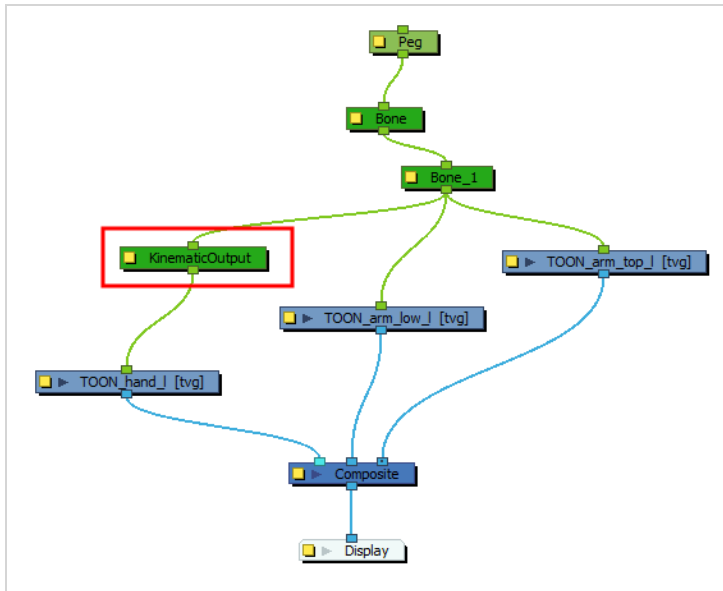 Peg
Bone
Bone_1
KinematicOutput
TOON_arm_top_l [tvg]
TOON_arm_low_l [tvg]
TOON_hand_l [tvg]
Composite
Display